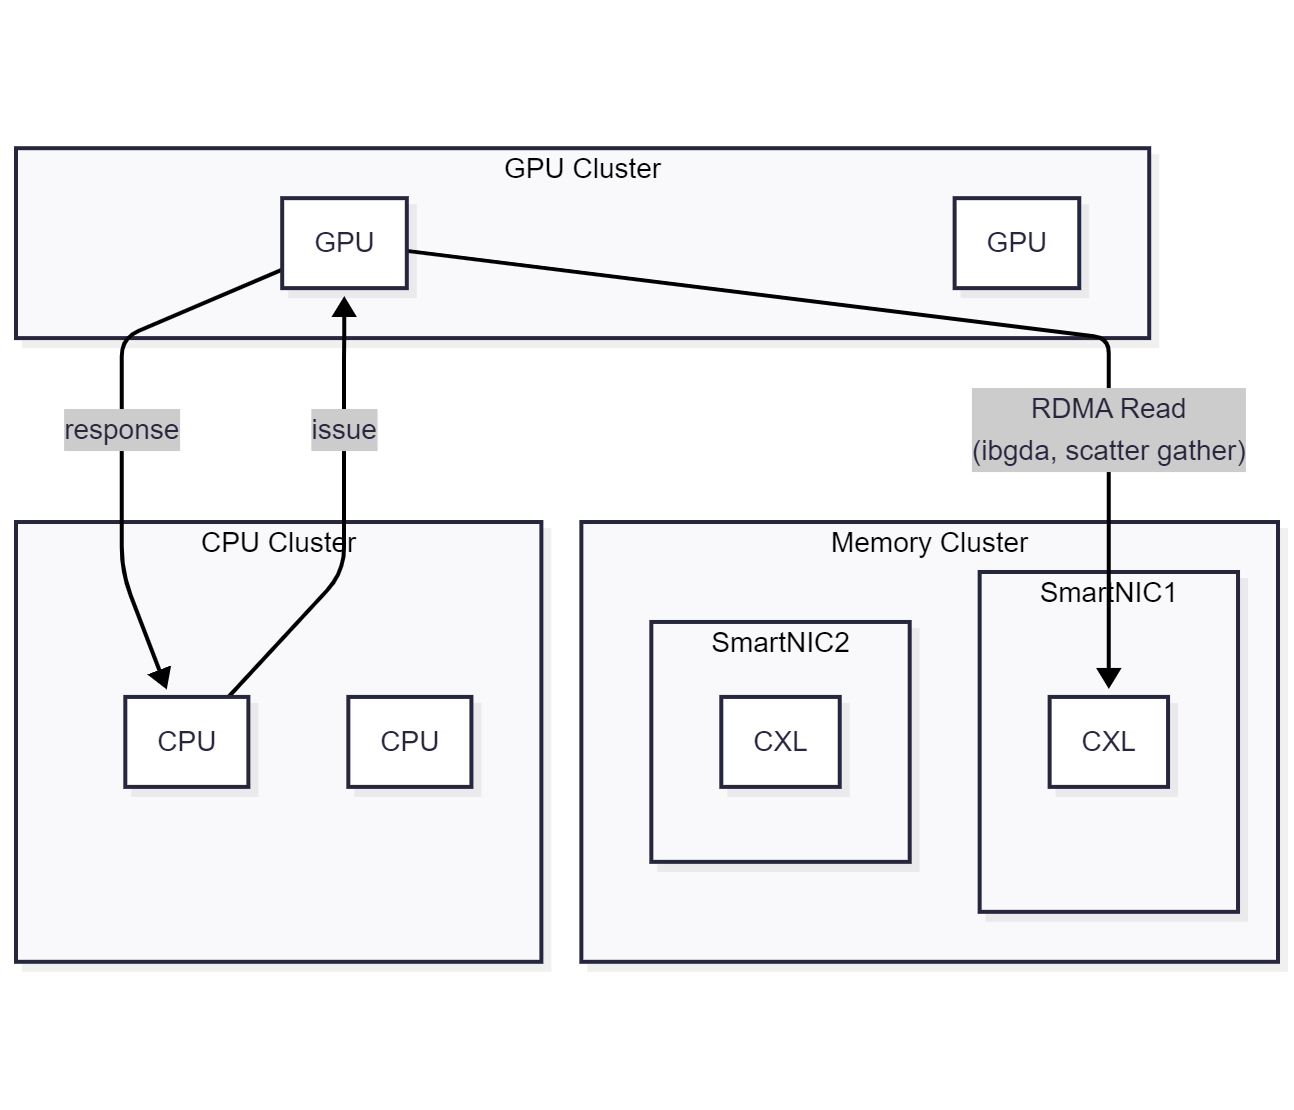 GPU Cluster
GPU
GPU
response
issue
RDMA Read
(ibgda, scatter gather)
CPU Cluster
CPU
CPU
Memory Cluster
SmartNIC2
CXL
SmartNIC1
CXL